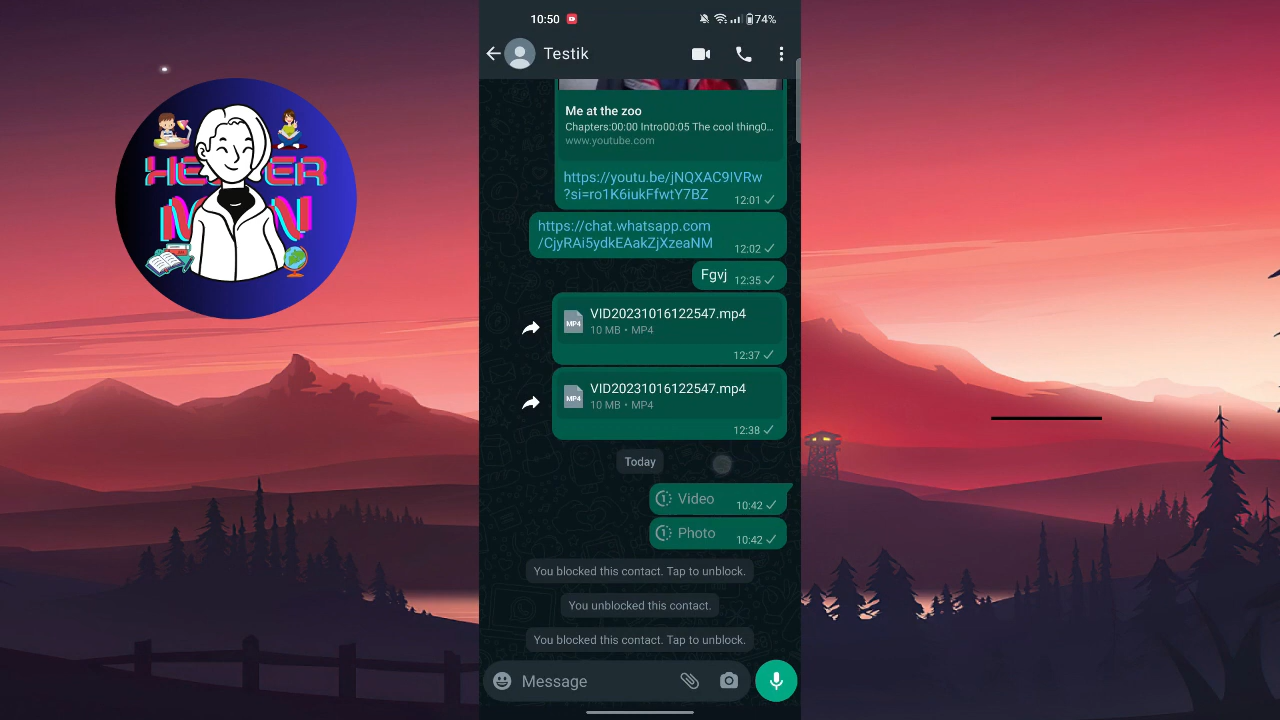 10:50
74%
Testik
Me at the zoo
Chapters:00:00 Intro00:05 The cool thing0...
www.youtube.com
https://youtu.be/jNQXAC9IVRw
?si=ro1K6iukFfwtY7BZ
12:01
https://chat.whatsapp.com
/CjyRAi5ydkEAakZjXzeaNM
12:02
Fgvj
12:35
MP4
VID20231016122547.mp4
10 MB • MP4
12:37
MP4
VID20231016122547.mp4
10 MB • MP4
12:38
Today
1 Video
10:42
1 Photo
10:42
You blocked this contact. Tap to unblock.
You unblocked this contact.
You blocked this contact. Tap to unblock.
Message